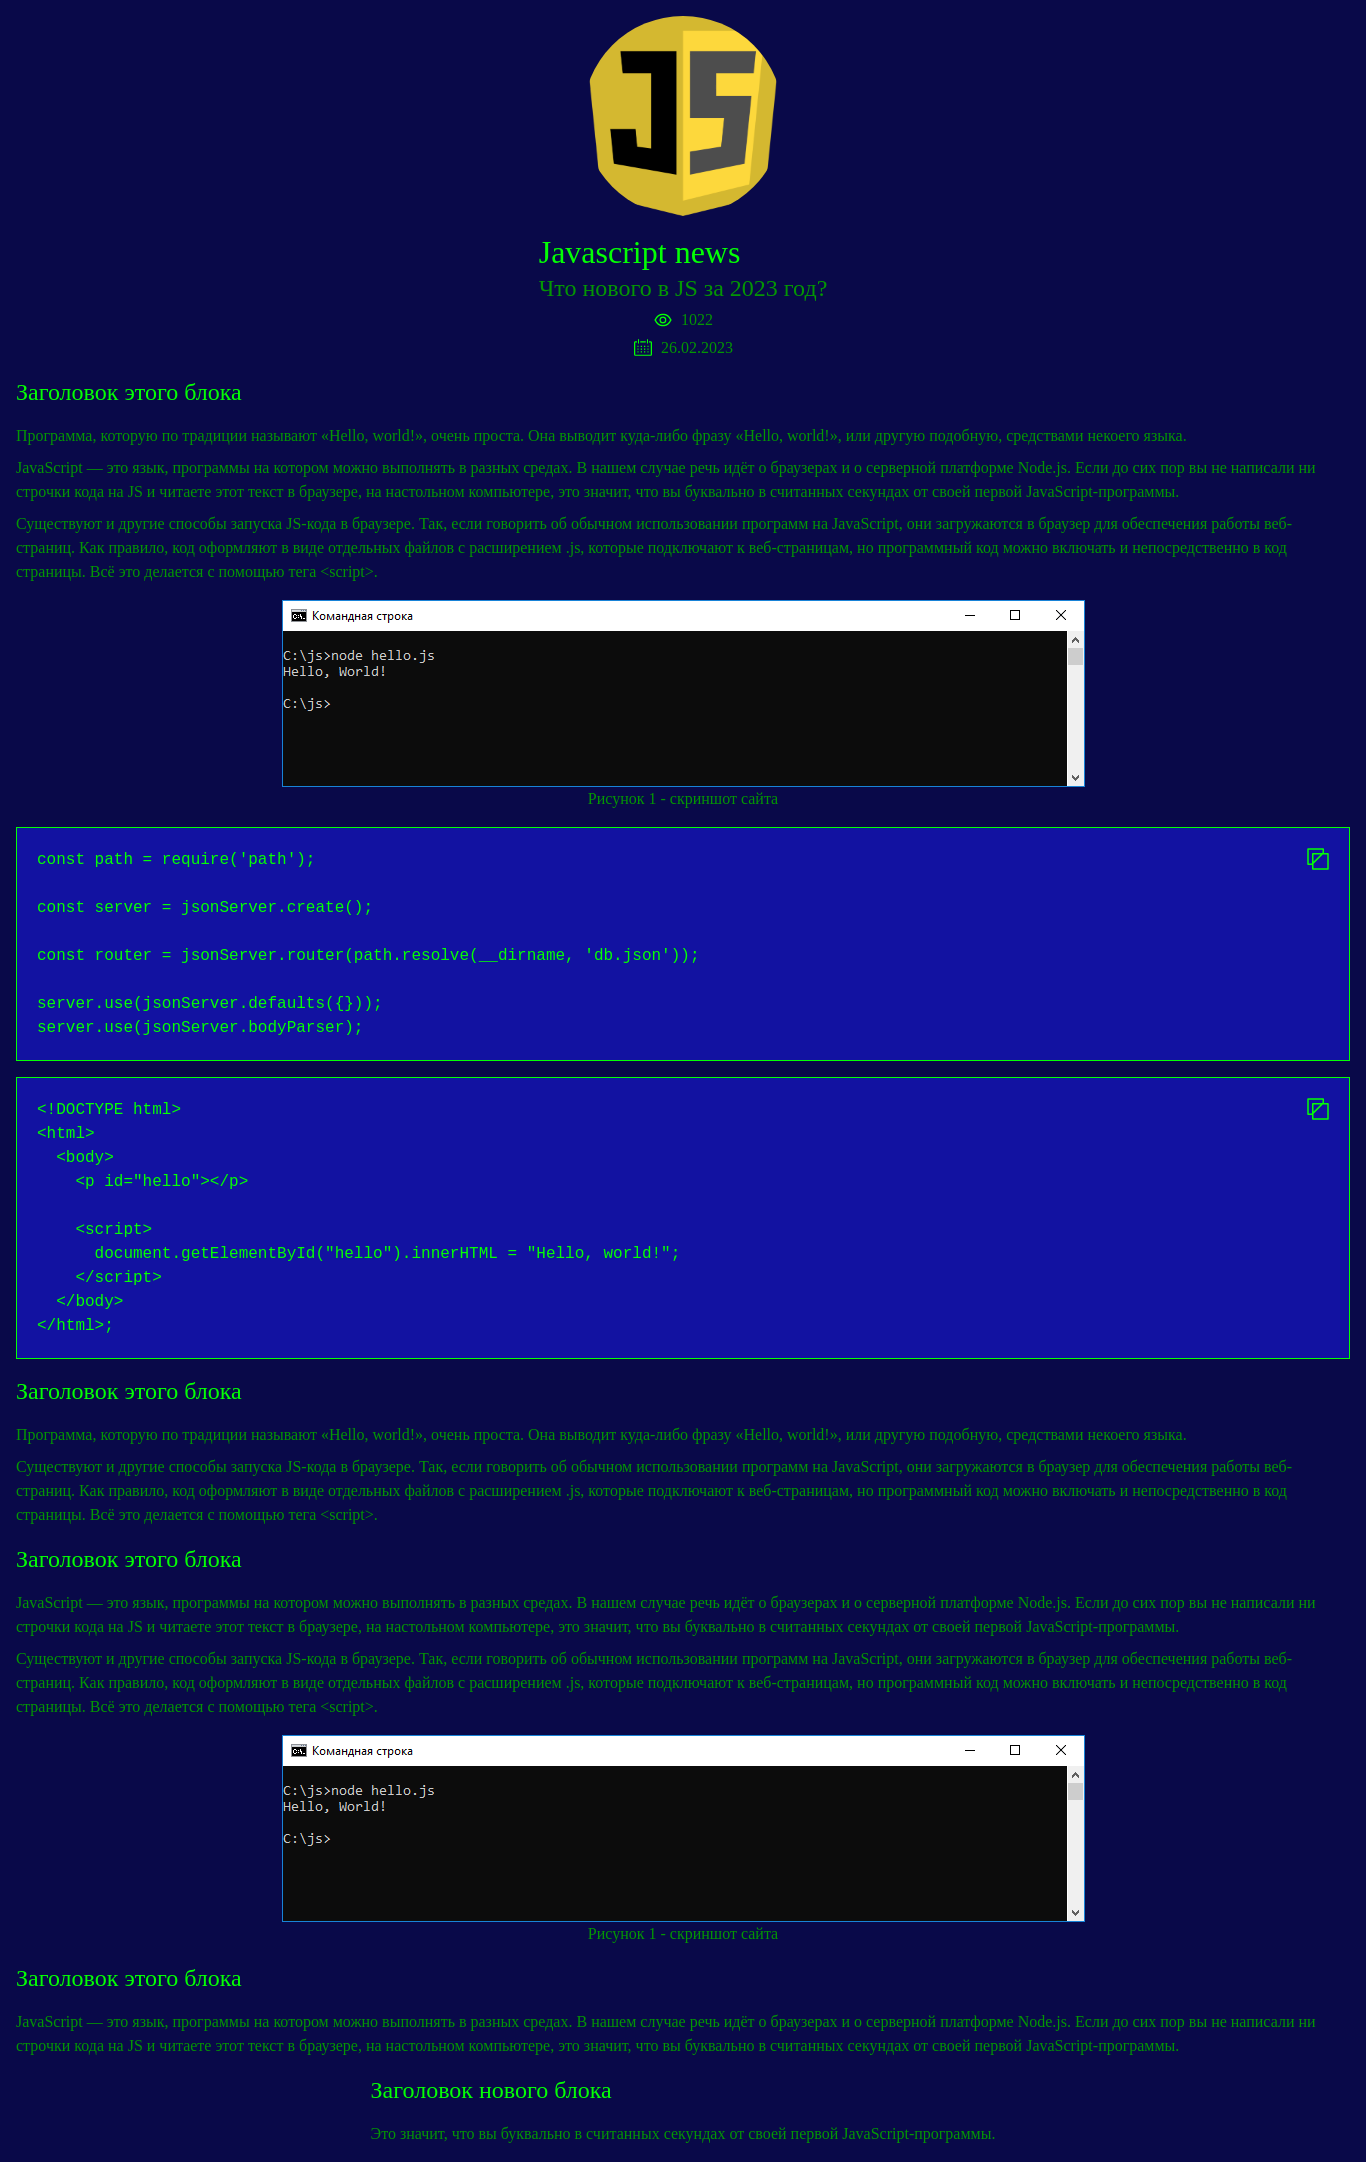 JS
Javascript news
Что нового в JS за 2023 год?
1022
26.02.2023
Заголовок этого блока
Программа, которую по традиции называют «Hello, world!», очень проста. Она выводит куда-либо фразу «Hello, world!», или другую подобную, средствами некоего языка.
JavaScript — это язык, программы на котором можно выполнять в разных средах. В нашем случае речь идёт о браузерах и о серверной платформе Node.js. Если до сих пор вы не написали ни
строчки кода на JS и читаете этот текст в браузере, на настольном компьютере, это значит, что вы буквально в считанных секундах от своей первой JavaScript-программы.
Существуют и другие способы запуска JS-кода в браузере. Так, если говорить об обычном использовании программ на JavaScript, они загружаются в браузер для обеспечения работы веб-
страниц. Как правило, код оформляют в виде отдельных файлов с расширением .js, которые подключают к веб-страницам, но программный код можно включать и непосредственно в код
страницы. Всё это делается с помощью тега <script>.
Командная строка
C:\js>node hello.js
Hello, World!
C:\js>
Рисунок 1 - скриншот сайта
const path = require('path');
const server = jsonServer.create();
const router = jsonServer.router(path.resolve(__dirname, 'db.json'));
server.use(jsonServer.defaults({}));
server.use(jsonServer.bodyParser);
<!DOCTYPE html>
<html>
  <body>
    <p id="hello"></p>
    <script>
      document.getElementById("hello").innerHTML = "Hello, world!";
    </script>
  </body>
</html>;
Заголовок этого блока
Программа, которую по традиции называют «Hello, world!», очень проста. Она выводит куда-либо фразу «Hello, world!», или другую подобную, средствами некоего языка.
Существуют и другие способы запуска JS-кода в браузере. Так, если говорить об обычном использовании программ на JavaScript, они загружаются в браузер для обеспечения работы веб-
страниц. Как правило, код оформляют в виде отдельных файлов с расширением .js, которые подключают к веб-страницам, но программный код можно включать и непосредственно в код
страницы. Всё это делается с помощью тега <script>.
Заголовок этого блока
JavaScript — это язык, программы на котором можно выполнять в разных средах. В нашем случае речь идёт о браузерах и о серверной платформе Node.js. Если до сих пор вы не написали ни
строчки кода на JS и читаете этот текст в браузере, на настольном компьютере, это значит, что вы буквально в считанных секундах от своей первой JavaScript-программы.
Существуют и другие способы запуска JS-кода в браузере. Так, если говорить об обычном использовании программ на JavaScript, они загружаются в браузер для обеспечения работы веб-
страниц. Как правило, код оформляют в виде отдельных файлов с расширением .js, которые подключают к веб-страницам, но программный код можно включать и непосредственно в код
страницы. Всё это делается с помощью тега <script>.
Командная строка
C:\js>node hello.js
Hello, World!
C:\js>
Рисунок 1 - скриншот сайта
Заголовок этого блока
JavaScript — это язык, программы на котором можно выполнять в разных средах. В нашем случае речь идёт о браузерах и о серверной платформе Node.js. Если до сих пор вы не написали ни
строчки кода на JS и читаете этот текст в браузере, на настольном компьютере, это значит, что вы буквально в считанных секундах от своей первой JavaScript-программы.
Заголовок нового блока
Это значит, что вы буквально в считанных секундах от своей первой JavaScript-программы.